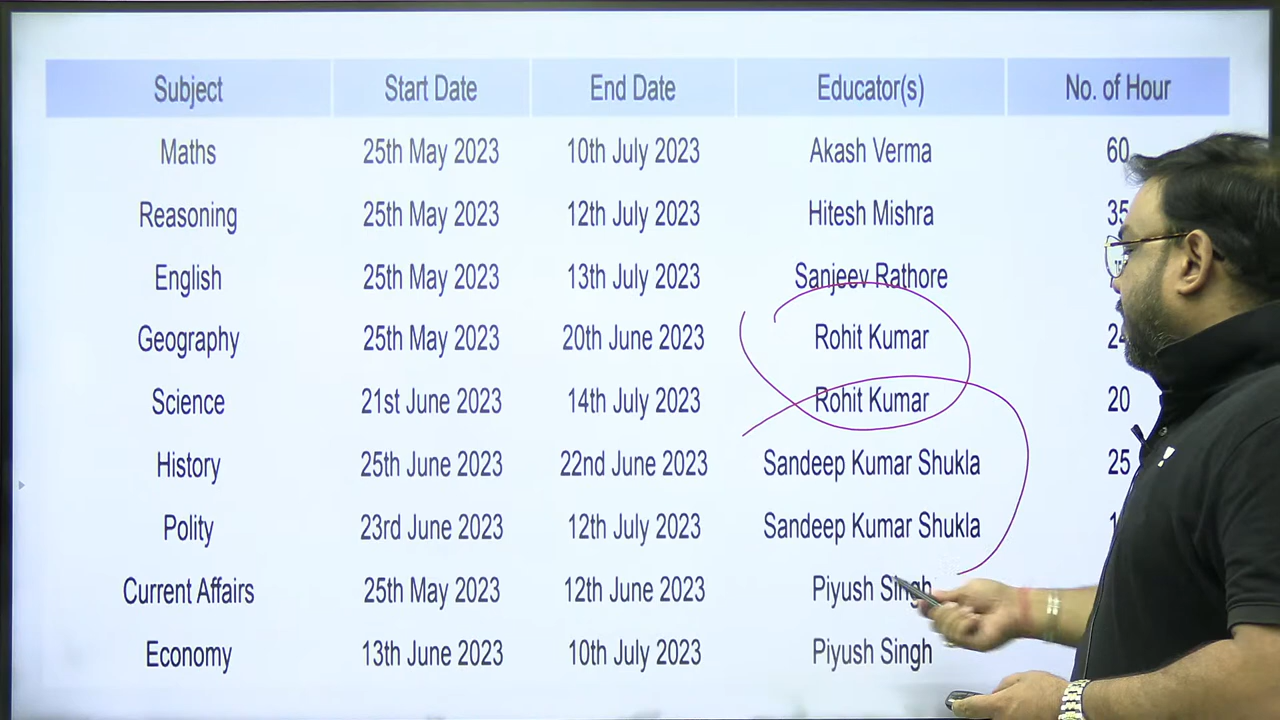 Subject Start Date End Date Educator(s) No. of Hour
Maths 25th May 2023 10th July 2023 Akash Verma 60
Reasoning 25th May 2023 12th July 2023 Hitesh Mishra 35
English 25th May 2023 13th July 2023 Sanjeev Rathore
Geography 25th May 2023 20th June 2023 Rohit Kumar 24
Science 21st June 2023 14th July 2023 Rohit Kumar 20
History 25th June 2023 22nd June 2023 Sandeep Kumar Shukla 25
Polity 23rd June 2023 12th July 2023 Sandeep Kumar Shukla
Current Affairs 25th May 2023 12th June 2023 Piyush Singh
Economy 13th June 2023 10th July 2023 Piyush Singh